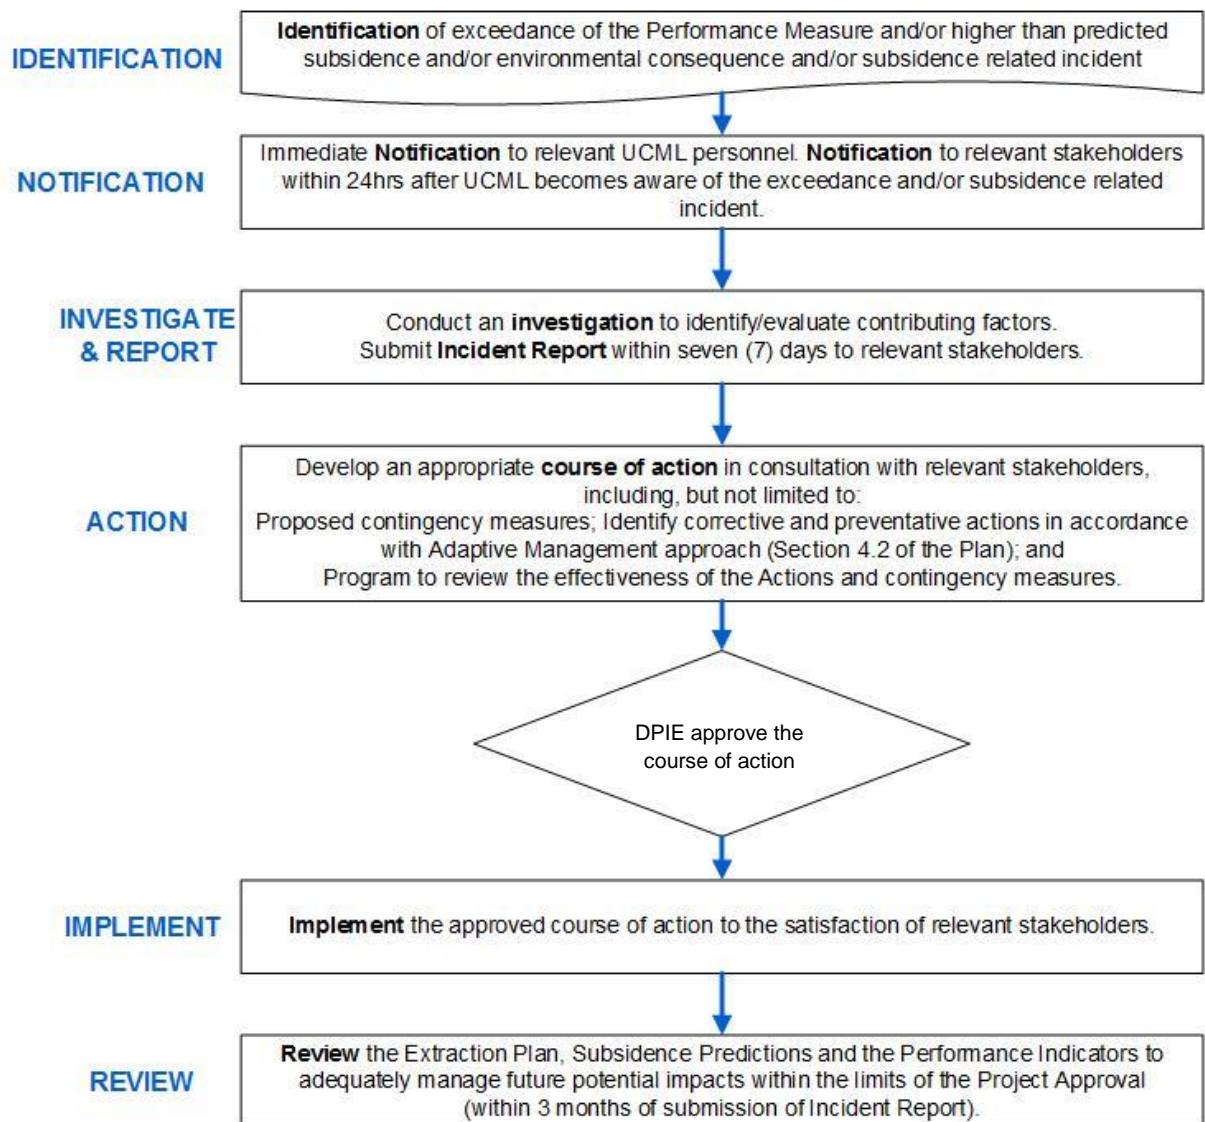 IDENTIFICATION
Identification of exceedance of the Performance Measure and/or higher than predicted
subsidence and/or environmental consequence and/or subsidence related incident
NOTIFICATION
Immediate Notification to relevant UCML personnel. Notification to relevant stakeholders
within 24hrs after UCML becomes aware of the exceedance and/or subsidence related
incident.
INVESTIGATE
& REPORT
Conduct an investigation to identify/evaluate contributing factors.
Submit Incident Report within seven (7) days to relevant stakeholders.
ACTION
Develop an appropriate course of action in consultation with relevant stakeholders,
including, but not limited to:
Proposed contingency measures; Identify corrective and preventative actions in accordance
with Adaptive Management approach (Section 4.2 of the Plan); and
Program to review the effectiveness of the Actions and contingency measures.
DPIE approve the
course of action
IMPLEMENT
Implement the approved course of action to the satisfaction of relevant stakeholders.
REVIEW
Review the Extraction Plan, Subsidence Predictions and the Performance Indicators to
adequately manage future potential impacts within the limits of the Project Approval
(within 3 months of submission of Incident Report).